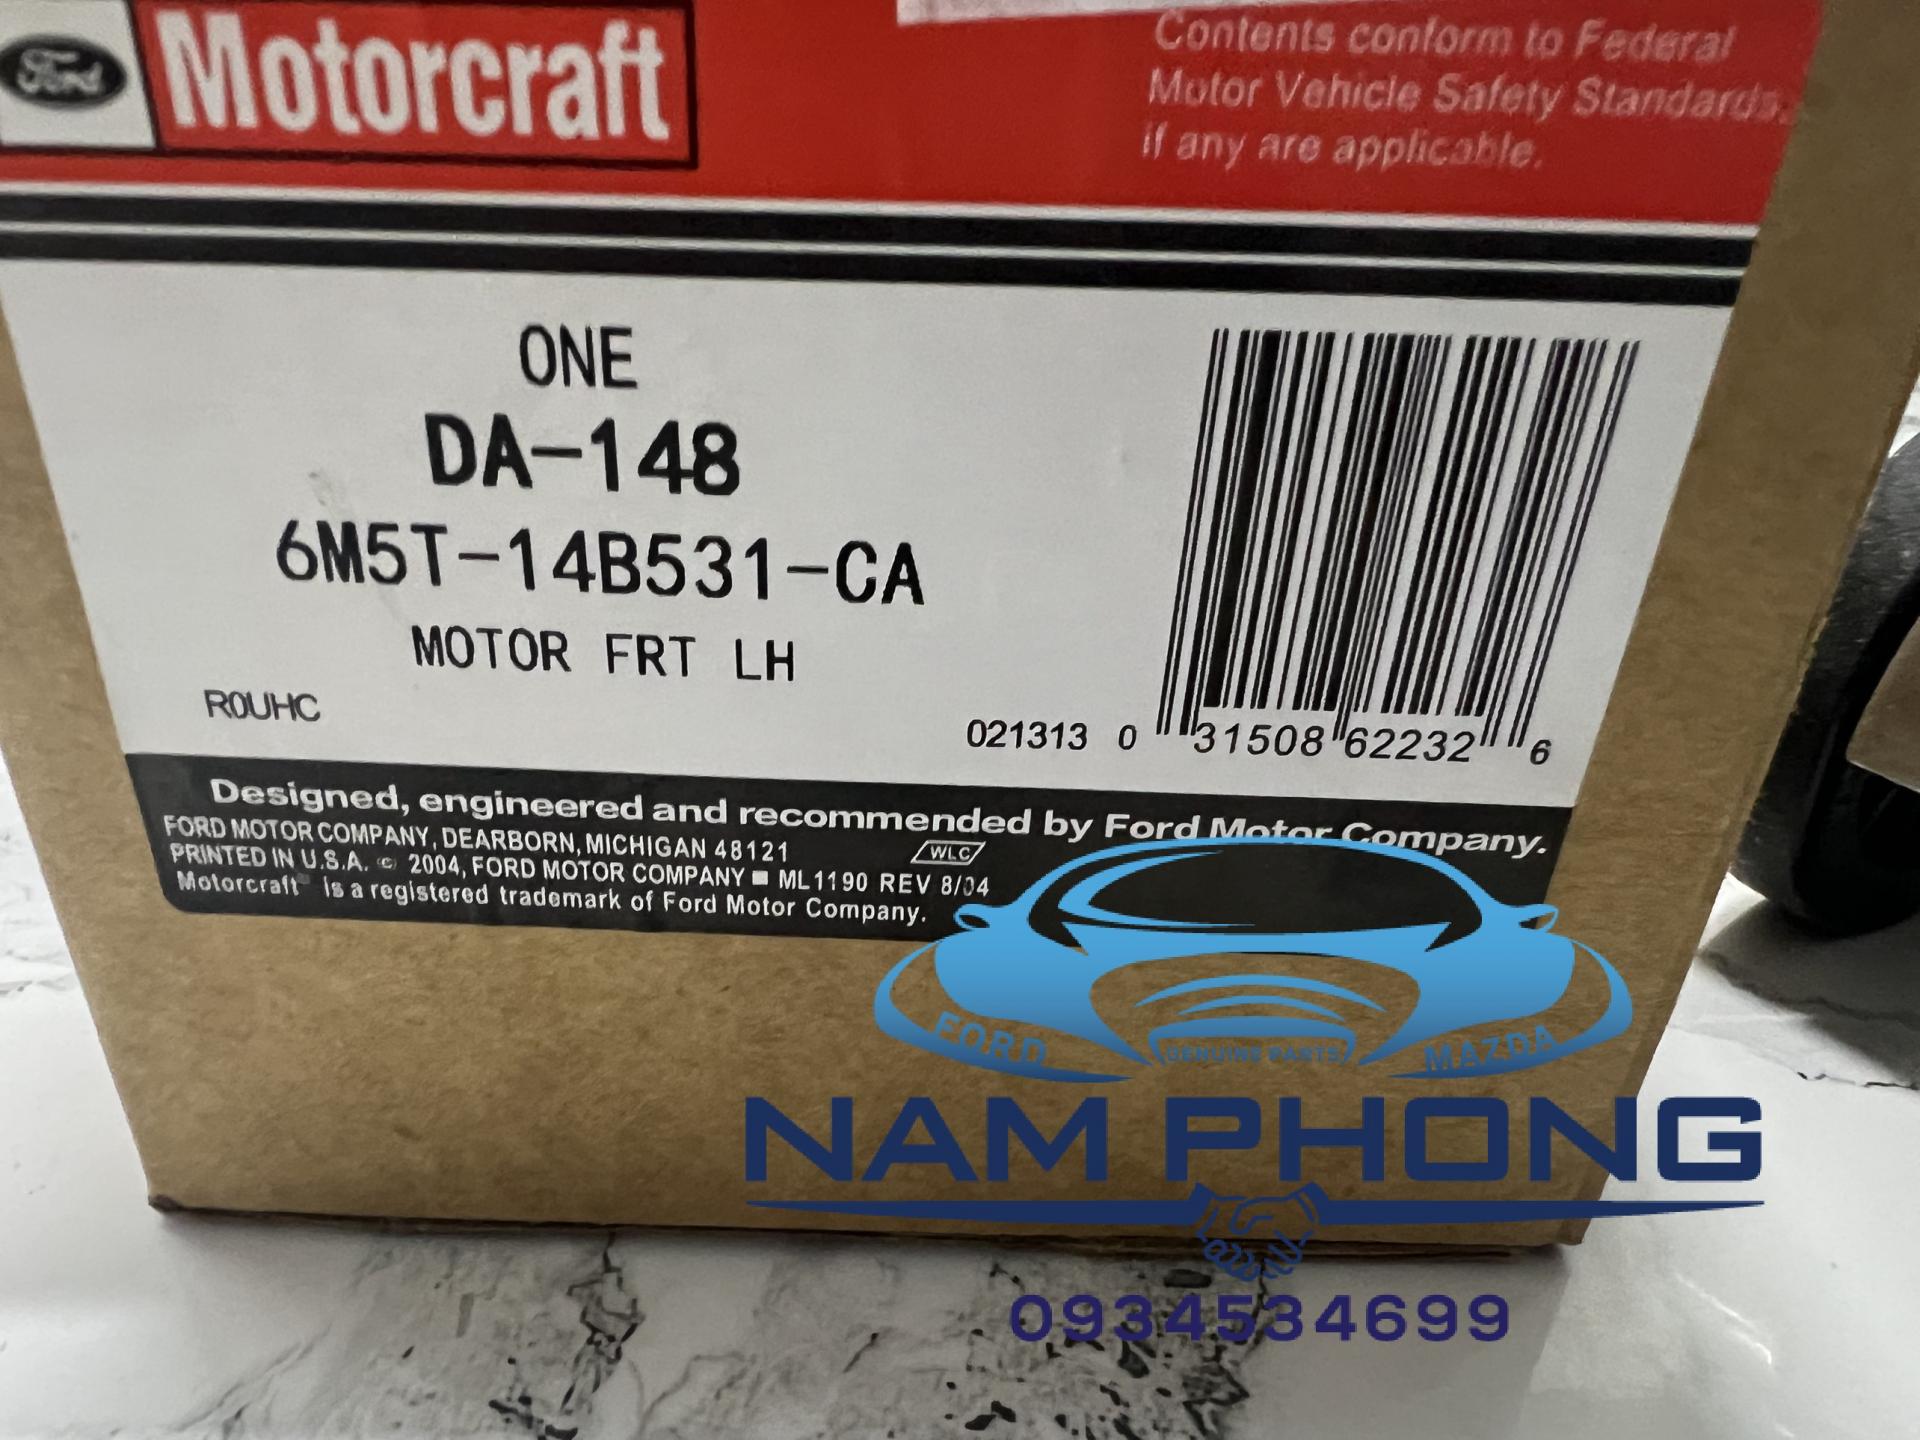 Ford
Motorcraft
Contents conform to Federal
Motor Vehicle Safety Standards,
if any are applicable.
ONE
DA-148
6M5T-14B531-CA
MOTOR FRT LH
R0UHC
021313 0 31508 62232 6
Designed, engineered and recommended by Ford Motor Company.
FORD MOTOR COMPANY, DEARBORN, MICHIGAN 48121
WLC
PRINTED IN U.S.A. © 2004, FORD MOTOR COMPANY ■ ML1190 REV 8/04
Motorcraft® is a registered trademark of Ford Motor Company.
FORD GENUINE PARTS MAZDA
NAM PHONG
0934534699